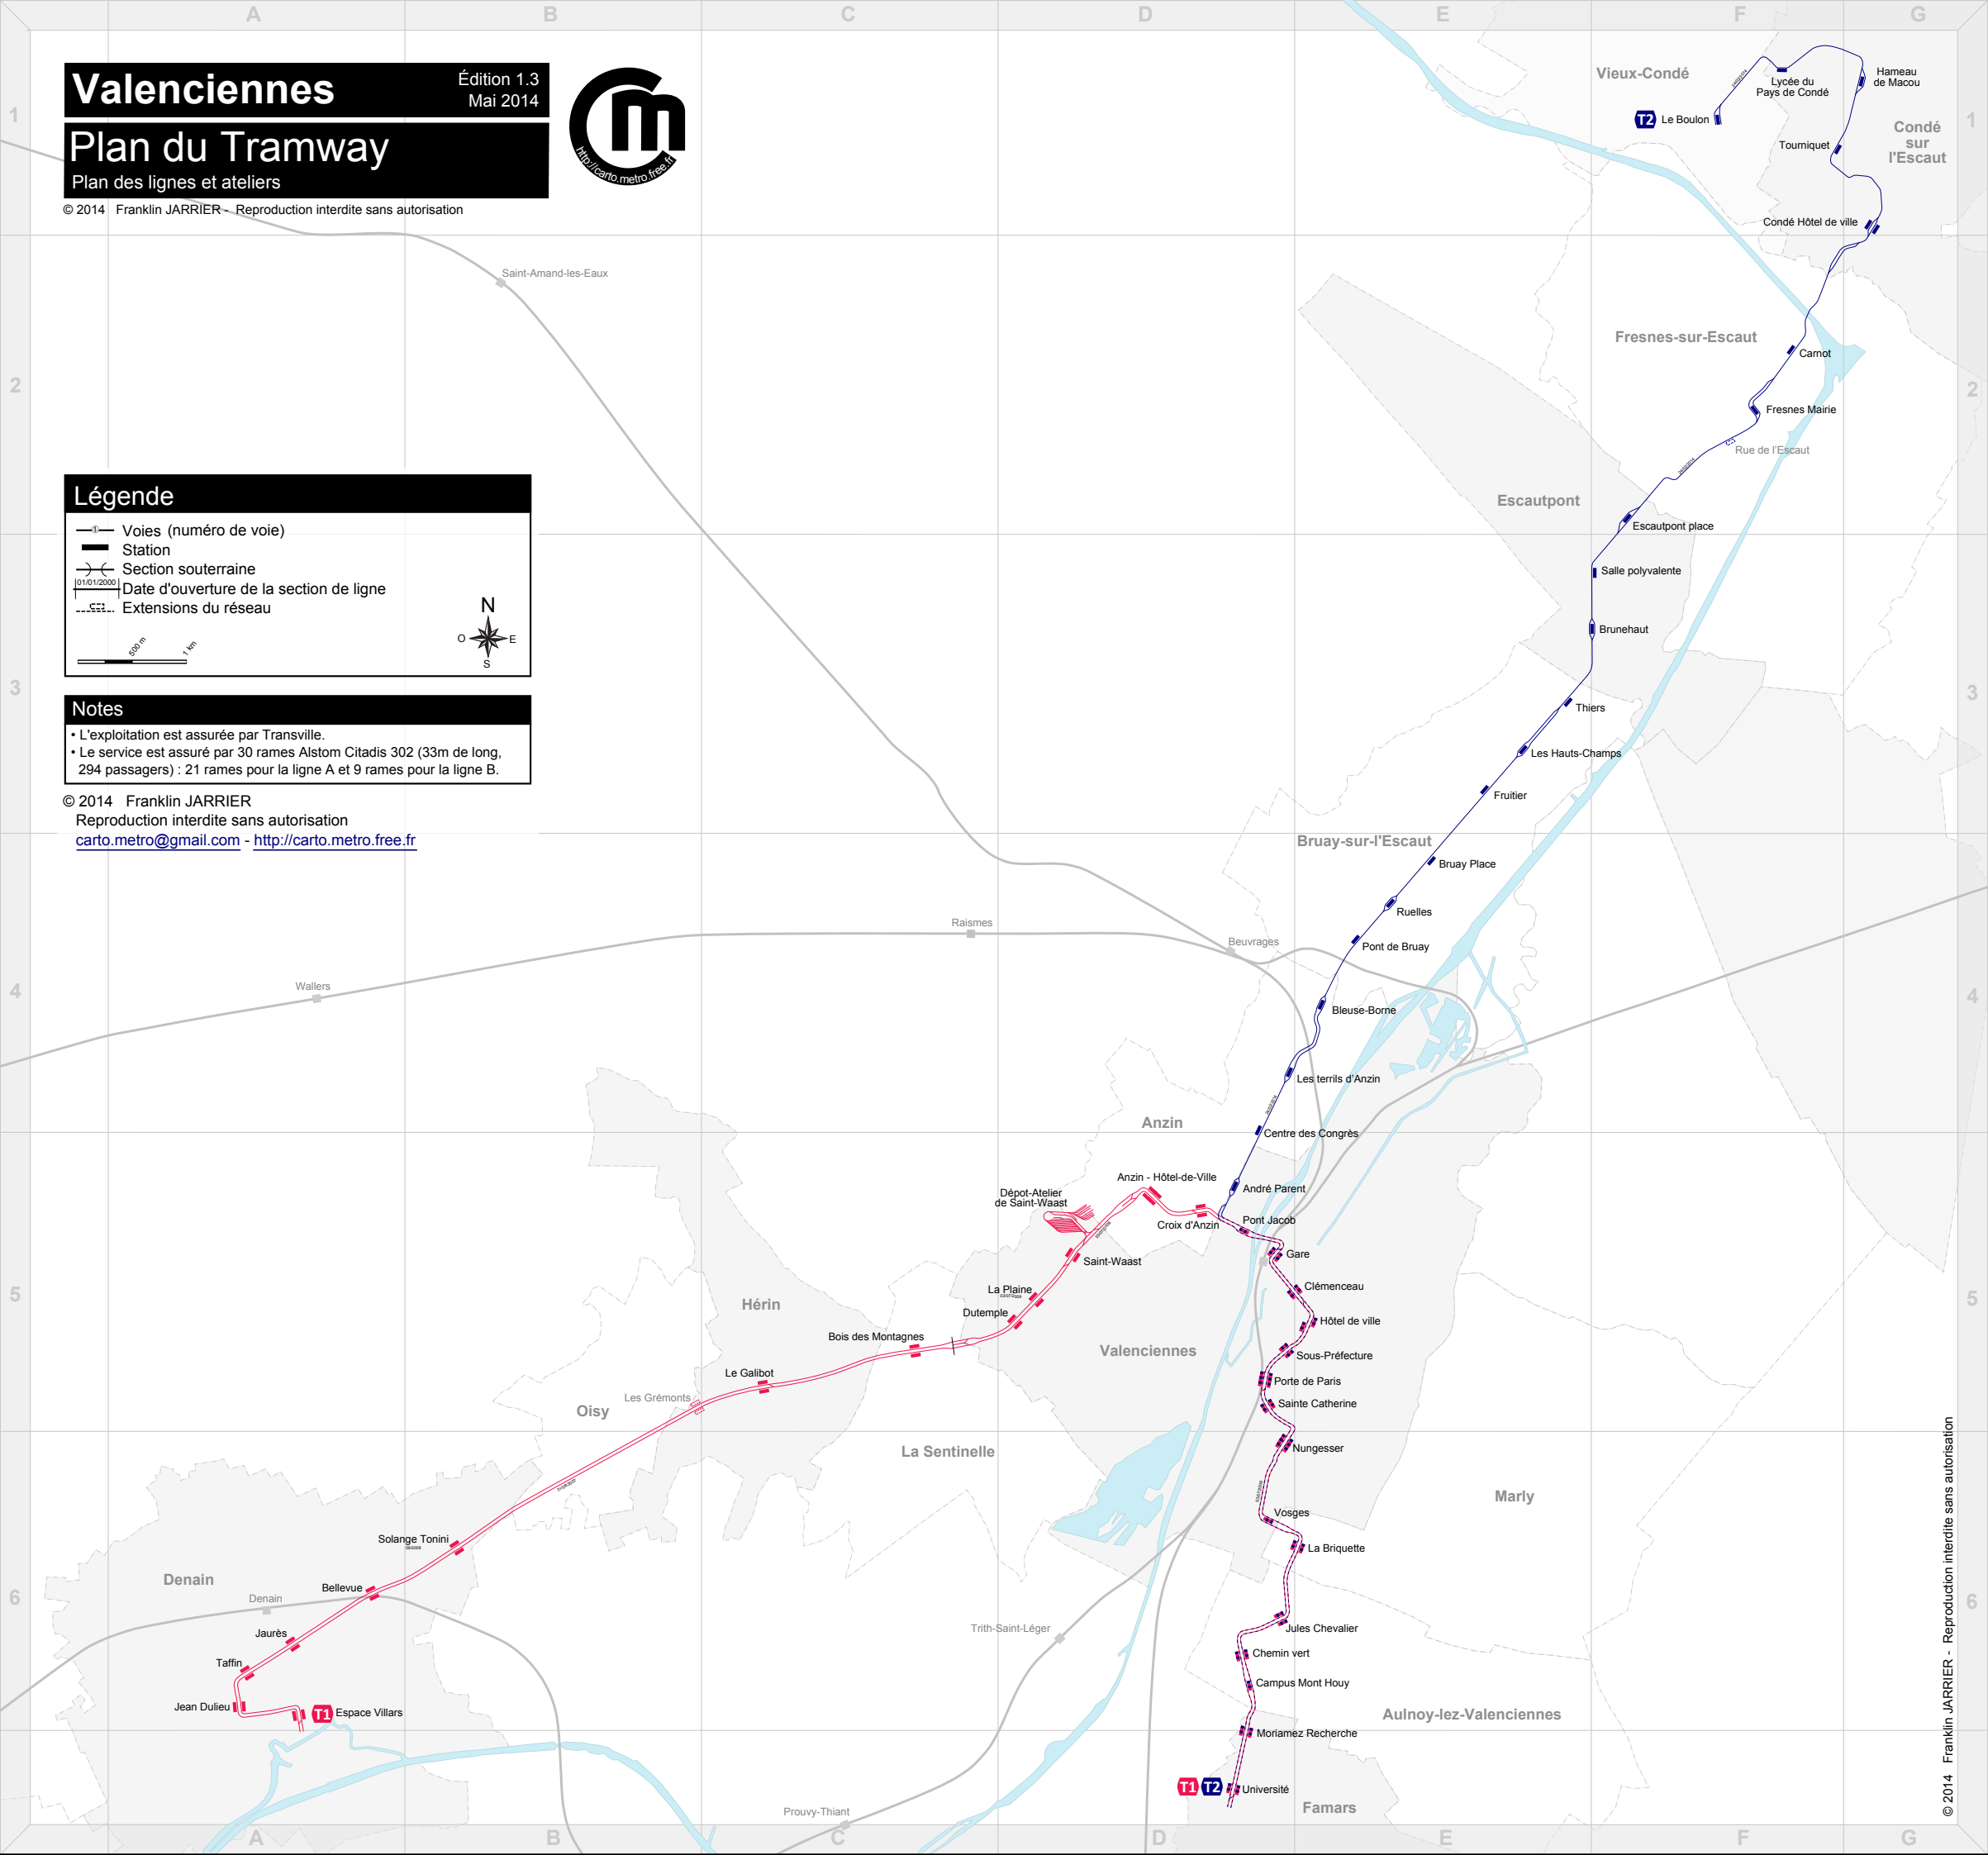 A
B
C
D
E
F
G
Valenciennes
Édition 1.3
Mai 2014
Plan du Tramway
Plan des lignes et ateliers
© 2014 Franklin JARRIER - Reproduction interdite sans autorisation
http://carto.metro.free.fr
1
1
Vieux-Condé
Lycée du
Pays de Condé
Hameau
de Macou
T2 Le Boulon
Condé
sur
l'Escaut
Tourniquet
Condé Hôtel de ville
Saint-Amand-les-Eaux
Fresnes-sur-Escaut
Carnot
2
2
Fresnes Mairie
Rue de l'Escaut
Escautpont
Escautpont place
Légende
Voies (numéro de voie)
Station
Section souterraine
01/01/2000 Date d'ouverture de la section de ligne
Extensions du réseau
500 m
1 km
N
O
E
S
Salle polyvalente
Brunehaut
3
3
Thiers
Les Hauts-Champs
Fruitier
Notes
• L'exploitation est assurée par Transville.
• Le service est assuré par 30 rames Alstom Citadis 302 (33m de long,
294 passagers) : 21 rames pour la ligne A et 9 rames pour la ligne B.
© 2014 Franklin JARRIER
Reproduction interdite sans autorisation
carto.metro@gmail.com - http://carto.metro.free.fr
Bruay-sur-l'Escaut
Bruay Place
Ruelles
Raismes
Beuvrages
Pont de Bruay
Wallers
4
4
Bleuse-Borne
Les terrils d'Anzin
Anzin
Centre des Congrès
Anzin - Hôtel-de-Ville
André Parent
Dépot-Atelier
de Saint-Waast
Croix d'Anzin
Pont Jacob
Gare
Saint-Waast
La Plaine
Clémenceau
5
5
Hérin
Dutemple
Hôtel de ville
Bois des Montagnes
Valenciennes
Sous-Préfecture
Le Galibot
Porte de Paris
Les Grémonts
Sainte Catherine
Oisy
La Sentinelle
Nungesser
Marly
Vosges
Solange Tonini
La Briquette
Denain
Bellevue
Denain
6
6
Jaurès
Trith-Saint-Léger
Jules Chevalier
Taffin
Chemin vert
Campus Mont Houy
Jean Dulieu
T1 Espace Villars
Aulnoy-lez-Valenciennes
Moriamez Recherche
T1 T2 Université
Prouvy-Thiant
Famars
© 2014 Franklin JARRIER - Reproduction interdite sans autorisation
A
B
C
D
E
F
G